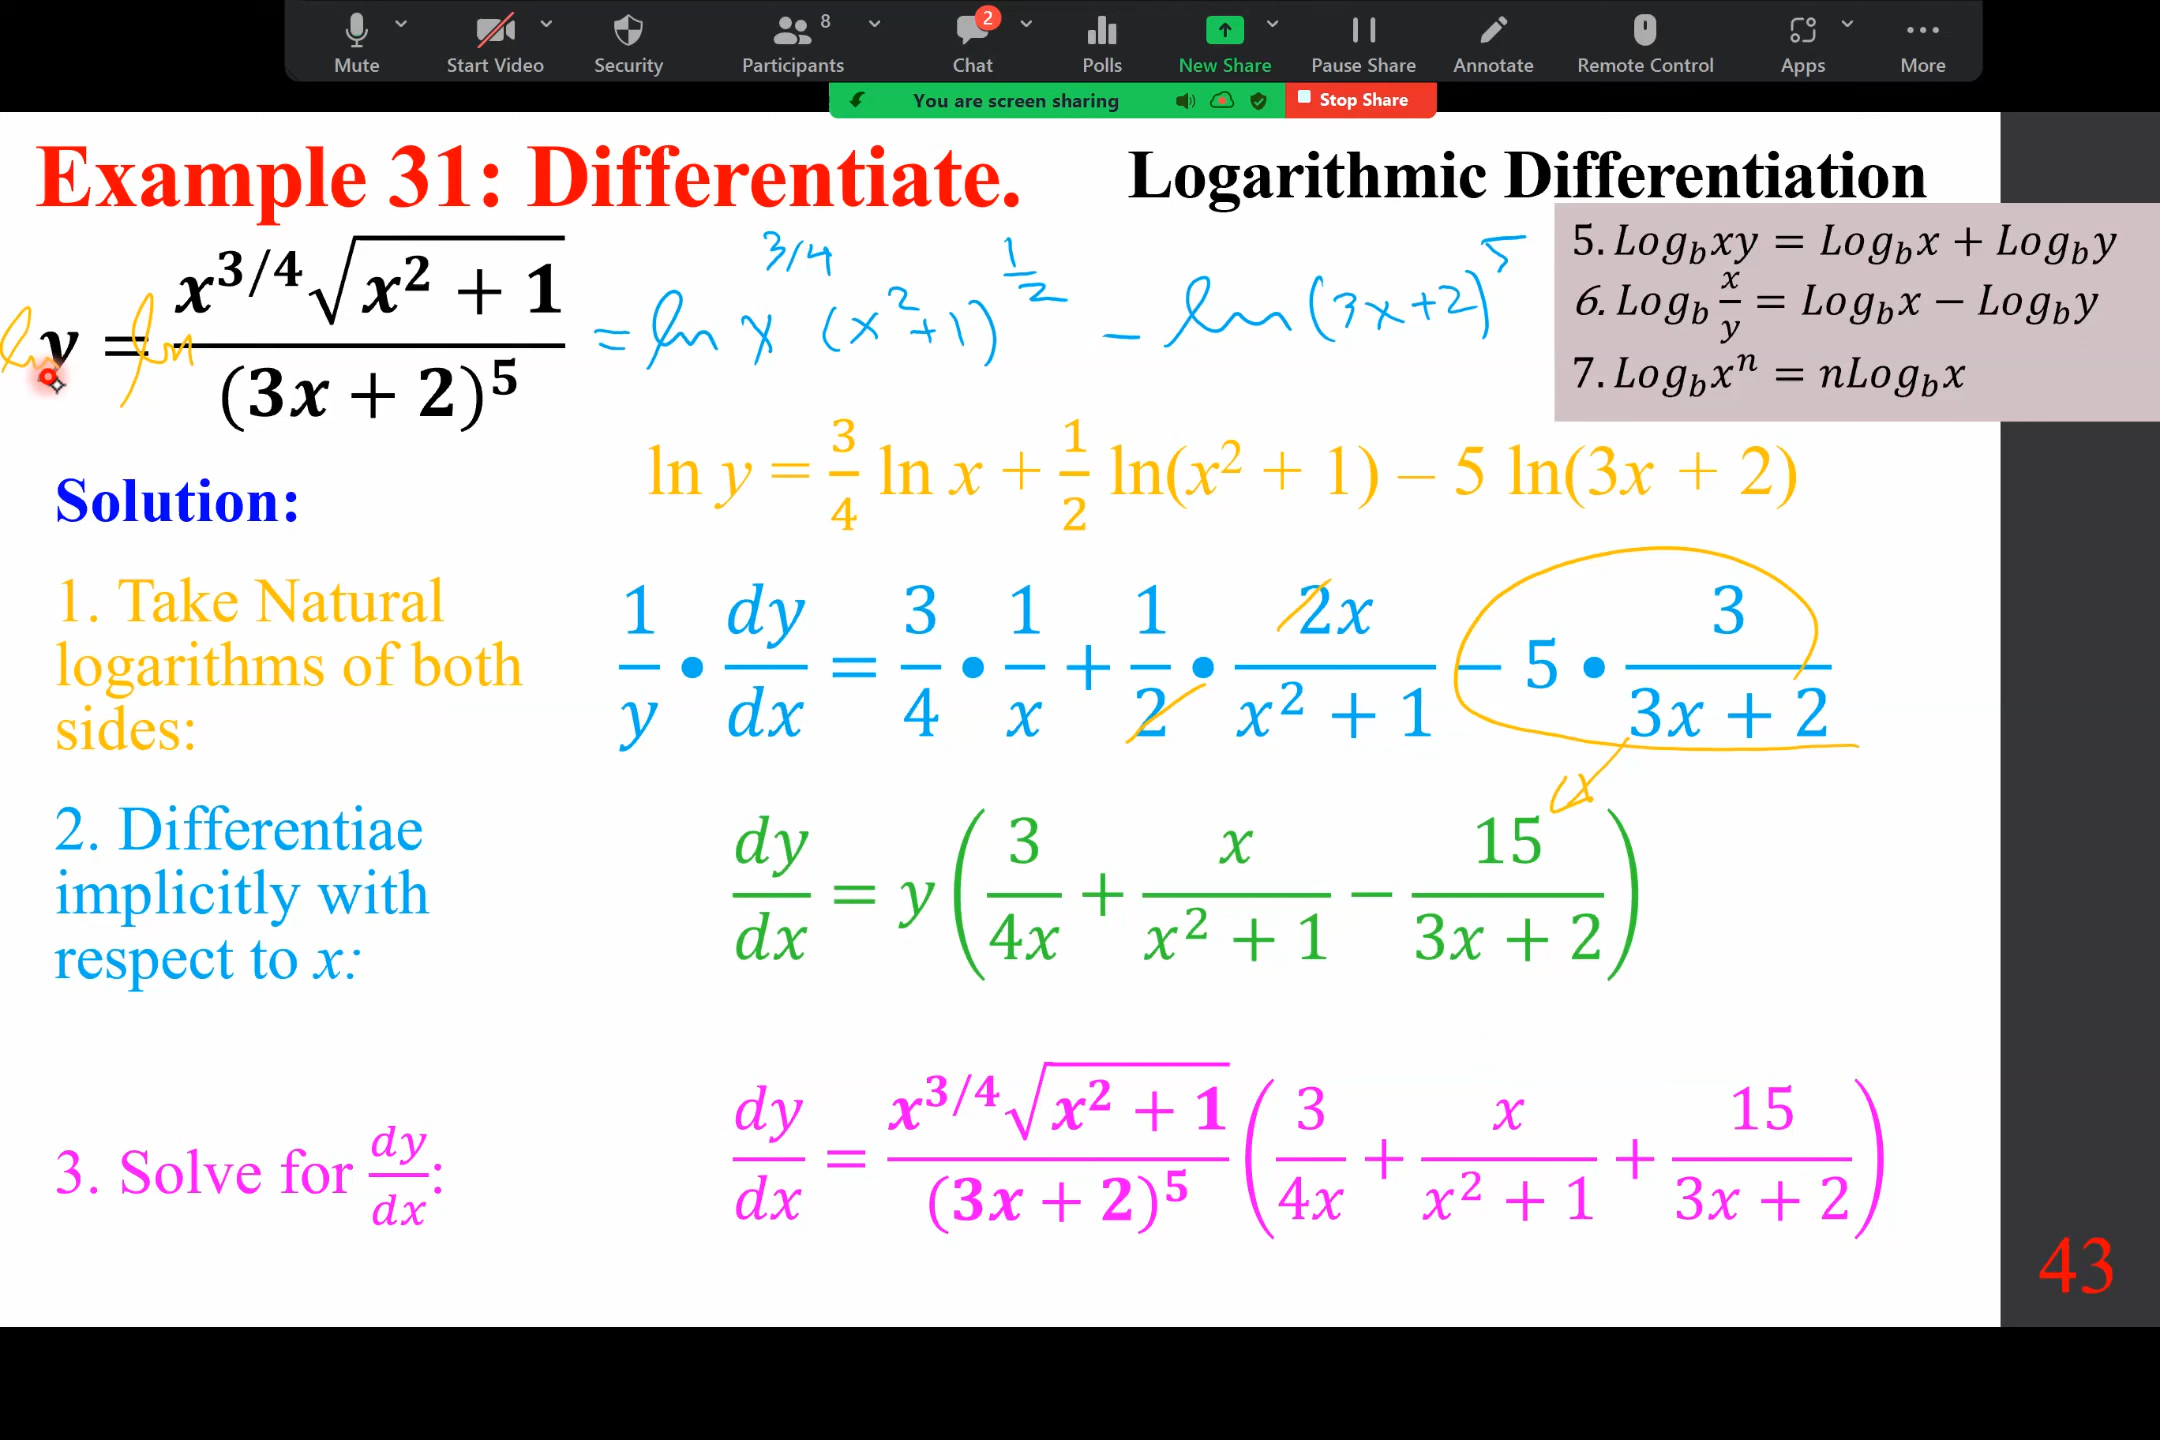 Mute Start Video Security Participants 8 Chat 2 Polls New Share Pause Share Annotate Remote Control Apps More
You are screen sharing Stop Share
Example 31: Differentiate. Logarithmic Differentiation
5. Log_b xy = Log_b x + Log_b y
6. Log_b x/y = Log_b x − Log_b y
7. Log_b x^n = nLog_b x
ln y = ln x^{3/4}√(x² + 1) / (3x + 2)^5 = ln x^{3/4} (x²+1)^{1/2} − ln (3x+2)^5
Solution:
ln y = 3/4 ln x + 1/2 ln(x² + 1) – 5 ln(3x + 2)
1. Take Natural
logarithms of both
sides:
1/y • dy/dx = 3/4 • 1/x + 1/2 • 2x/(x² + 1) − 5 • 3/(3x + 2)
2. Differentiae
implicitly with
respect to x:
dy/dx = y(3/4x + x/(x² + 1) − 15/(3x + 2))
3. Solve for dy/dx:
dy/dx = x^{3/4}√(x² + 1) / (3x + 2)^5 (3/4x + x/(x² + 1) + 15/(3x + 2))
43